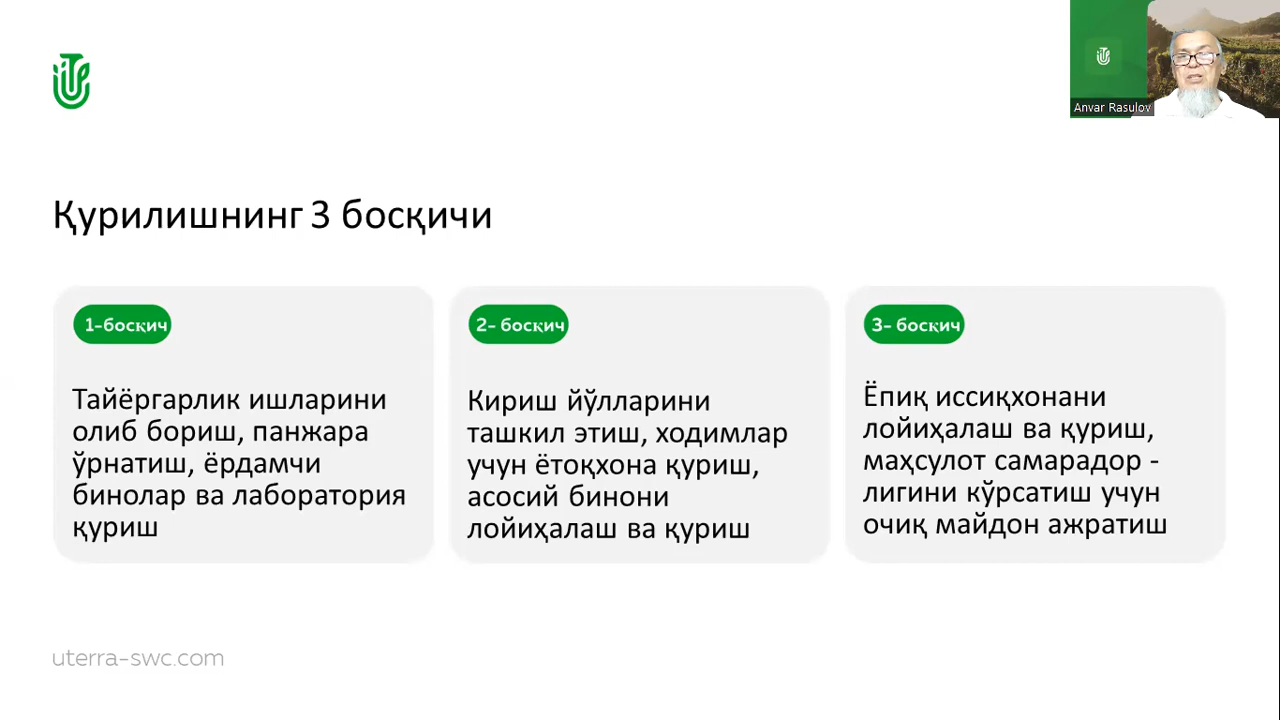 Anvar Rasulov
Қурилишнинг 3 босқичи
1-босқич
Тайёргарлик ишларини
олиб бориш, панжара
ўрнатиш, ёрдамчи
бинолар ва лаборатория
қуриш
2- босқич
Кириш йўлларини
ташкил этиш, ходимлар
учун ётоқхона қуриш,
асосий бинони
лойиҳалаш ва қуриш
3- босқич
Ёпиқ иссиқхонани
лойиҳалаш ва қуриш,
маҳсулот самарадор -
лигини кўрсатиш учун
очиқ майдон ажратиш
uterra-swc.com